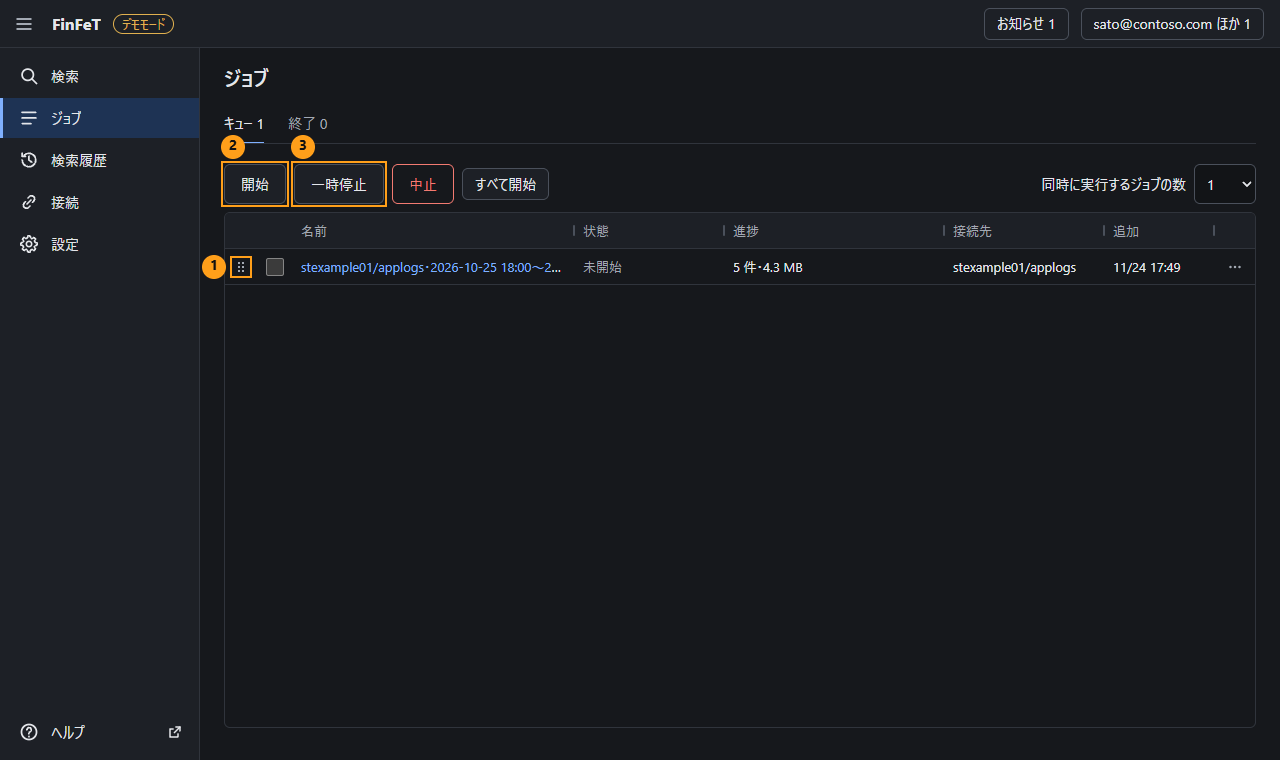 FinFeT デモモード お知らせ 1 sato@contoso.com ほか 1
検索
ジョブ
検索履歴
接続
設定
ヘルプ
ジョブ
キュー 1 終了 0
2 3
開始 一時停止 中止 すべて開始 同時に実行するジョブの数 1
名前 状態 進捗 接続先 追加
1 stexample01/applogs・2026-10-25 18:00～2... 未開始 5 件・4.3 MB stexample01/applogs 11/24 17:49 ...